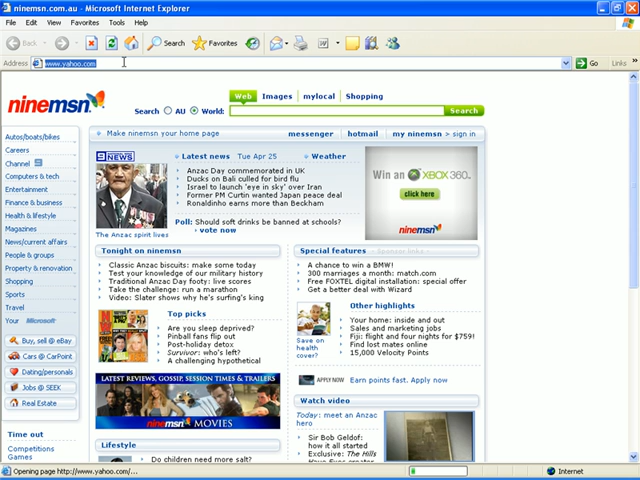 ninemsn.com.au - Microsoft Internet Explorer
File Edit View Favorites Tools Help
Back Search Favorites
Address www.yahoo.com Go Links
ninemsn.
Web Images mylocal Shopping
Search AU World: Search
Make ninemsn your home page messenger hotmail my ninemsn > sign in
Autos/boats/bikes
Careers
Channel 9
Computers & tech
Entertainment
Finance & business
Health & lifestyle
Magazines
News/current affairs
People & groups
Property & renovation
Shopping
Sports
Travel
Your Microsoft
Buy, sell @ eBay
Cars @ CarPoint
Dating/personals
Jobs @ SEEK
Real Estate
Time out
Competitions
Games
9 NEWS
The Anzac spirit lives
Latest news Tue Apr 25 Weather
Anzac Day commemorated in UK
Ducks on Bali culled for bird flu
Israel to launch 'eye in sky' over Iran
Former PM Curtin wanted Japan peace deal
Ronaldinho earns more than Beckham
Poll: Should soft drinks be banned at schools?
vote now
Win an XBOX 360.
click here
ninemsn
Tonight on ninemsn
Classic Anzac biscuits: make some today
Test your knowledge of our military history
Traditional Anzac Day footy: live scores
Take the challenge: run a marathon
Video: Slater shows why he's surfing's king
Top picks
Are you sleep deprived?
Pinball fans flip out
Post-holiday detox
Survivor: who's left?
A challenging hypothetical
LATEST REVIEWS, GOSSIP, SESSION TIMES & TRAILERS
ninemsn MOVIES
Lifestyle
Do children need more salt?
Special features - Sponsor links -
A chance to win a BMW!
300 marriages a month: match.com
Free FOXTEL digital installation: special offer
Get a better deal with Wizard
Save on health cover?
Other highlights
Your home: inside and out
Sales and marketing jobs
Fiji: flight and four nights for $759!
Find lost mates online
15,000 Velocity Points
APPLY NOW Earn points fast. Apply now
Watch video
Today: meet an Anzac hero
Sir Bob Geldof: how it all started
Exclusive: The Hills
Opening page http://www.yahoo.com/... Internet